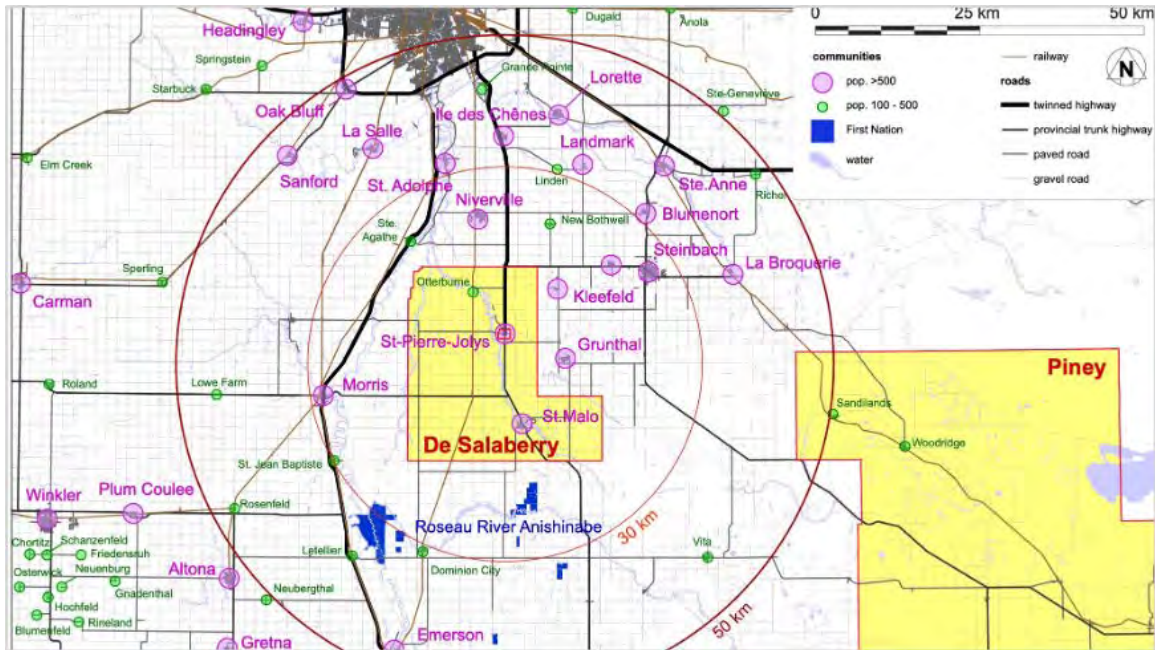 Headingley
Dugald
Anola
Springstein
Starbuck
Oak Bluff
Grande Pointe
Lorette
Ile des Chênes
Ste-Geneviève
La Salle
Landmark
Elm Creek
Sanford
St. Adolphe
Linden
Ste.Anne
Richer
Niverville
New Bothwell
Blumenort
Ste.
Agathe
Steinbach
La Broquerie
Sperling
Carman
Otterburne
Kleefeld
St-Pierre-Jolys
Grunthal
Piney
Roland
Lowe Farm
Morris
Sandilands
St.Malo
Woodridge
De Salaberry
St. Jean Baptiste
Winkler
Plum Coulee
Rosenfeld
Roseau River Anishinabe
30 km
Chortitz
Schanzenfeld
Friedensruh
Letellier
Vita
Osterwick
Neuenburg
Altona
Dominion City
Gnadenthal
Neubergthal
Hochfeld
Blumenfeld
Rineland
50 km
Gretna
Emerson
0
25 km
50 km
communities
pop. >500
pop. 100 - 500
First Nation
water
railway
roads
twinned highway
provincial trunk highway
paved road
gravel road
N